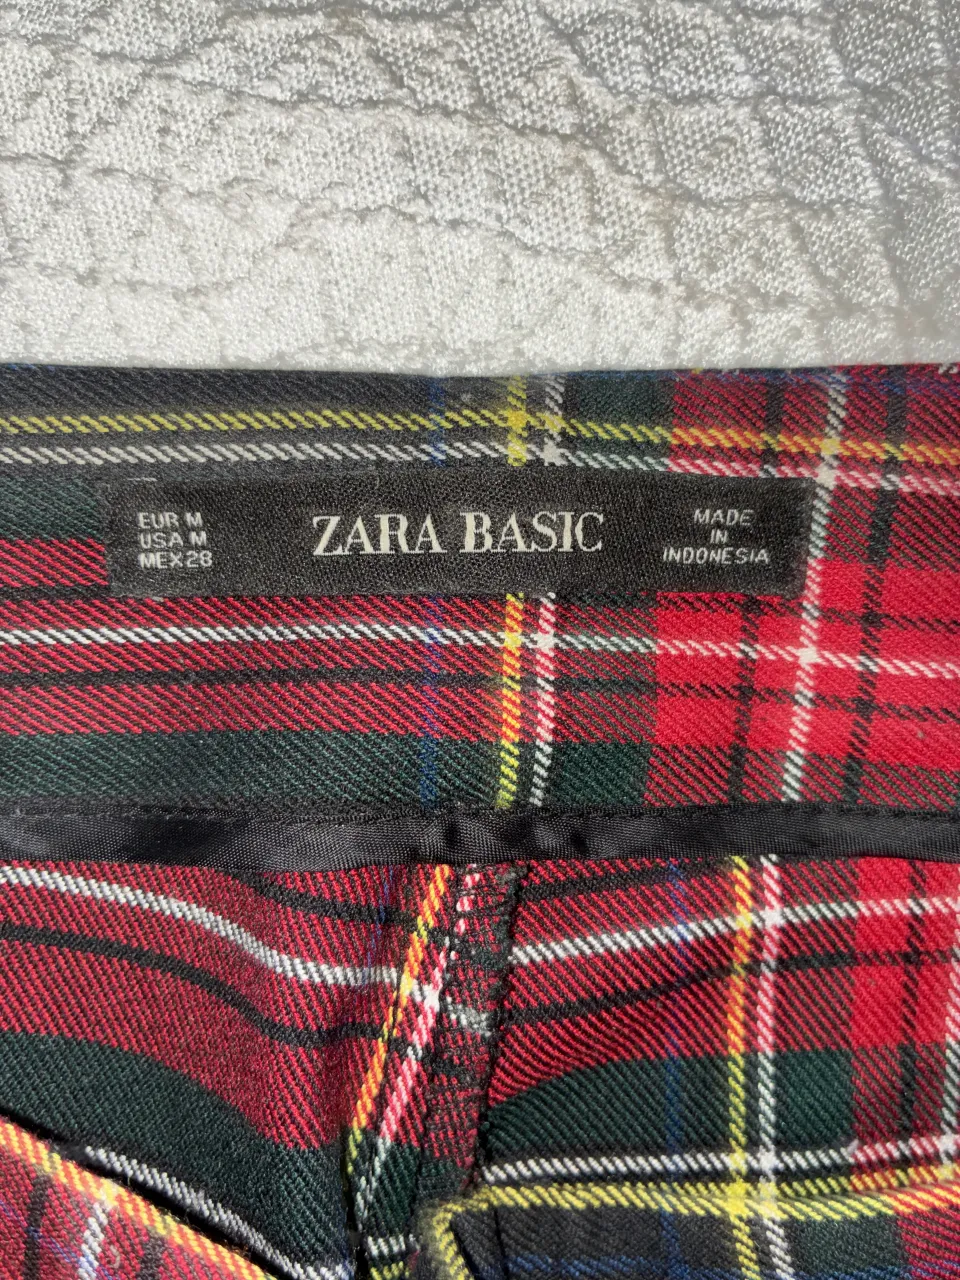 EUR M
USA M
MEX 28
ZARA BASIC
MADE
IN
INDONESIA